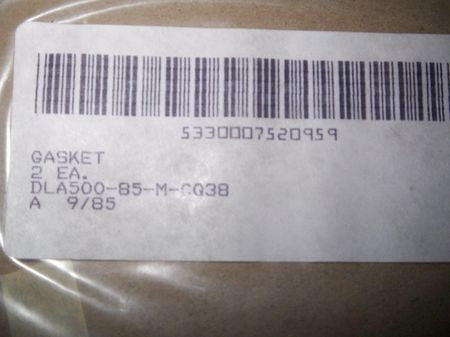 5330007520959
GASKET
2 EA.
DLA500-85-M-CQ38
A 9/85